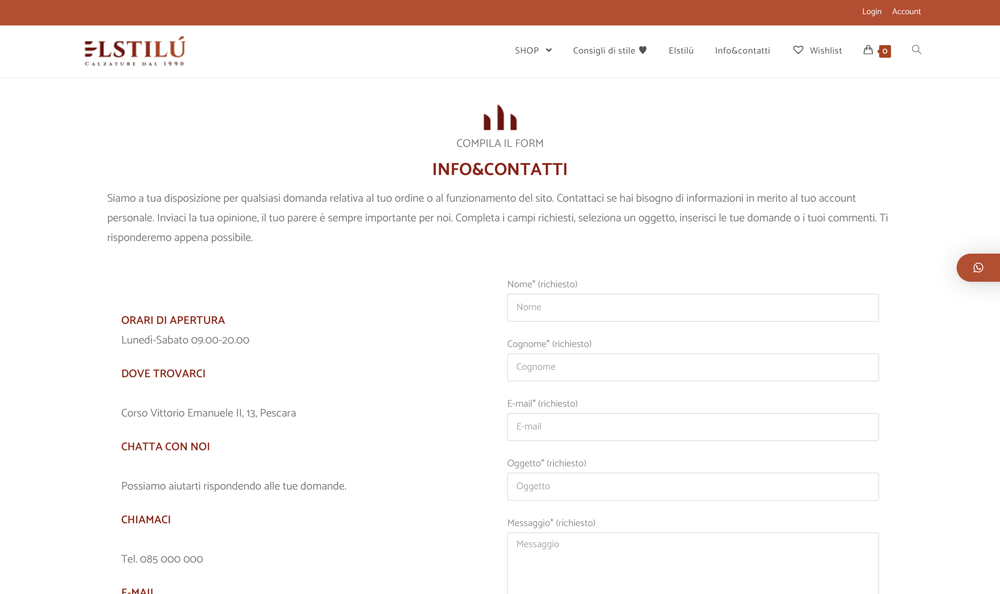 Login Account
ELSTILÚ
CALZATURE DAL 1990
SHOP Consigli di stile Elstilú Info&contatti Wishlist 0
COMPILA IL FORM
INFO&CONTATTI
Siamo a tua disposizione per qualsiasi domanda relativa al tuo ordine o al funzionamento del sito. Contattaci se hai bisogno di informazioni in merito al tuo account
personale. Inviaci la tua opinione, il tuo parere è sempre importante per noi. Completa i campi richiesti, seleziona un oggetto, inserisci le tue domande o i tuoi commenti. Ti
risponderemo appena possibile.
ORARI DI APERTURA
Lunedì-Sabato 09.00-20.00
DOVE TROVARCI
Corso Vittorio Emanuele II, 13, Pescara
CHATTA CON NOI
Possiamo aiutarti rispondendo alle tue domande.
CHIAMACI
Tel. 085 000 000
E-MAIL
Nome* (richiesto)
Nome
Cognome* (richiesto)
Cognome
E-mail* (richiesto)
E-mail
Oggetto* (richiesto)
Oggetto
Messaggio* (richiesto)
Messaggio